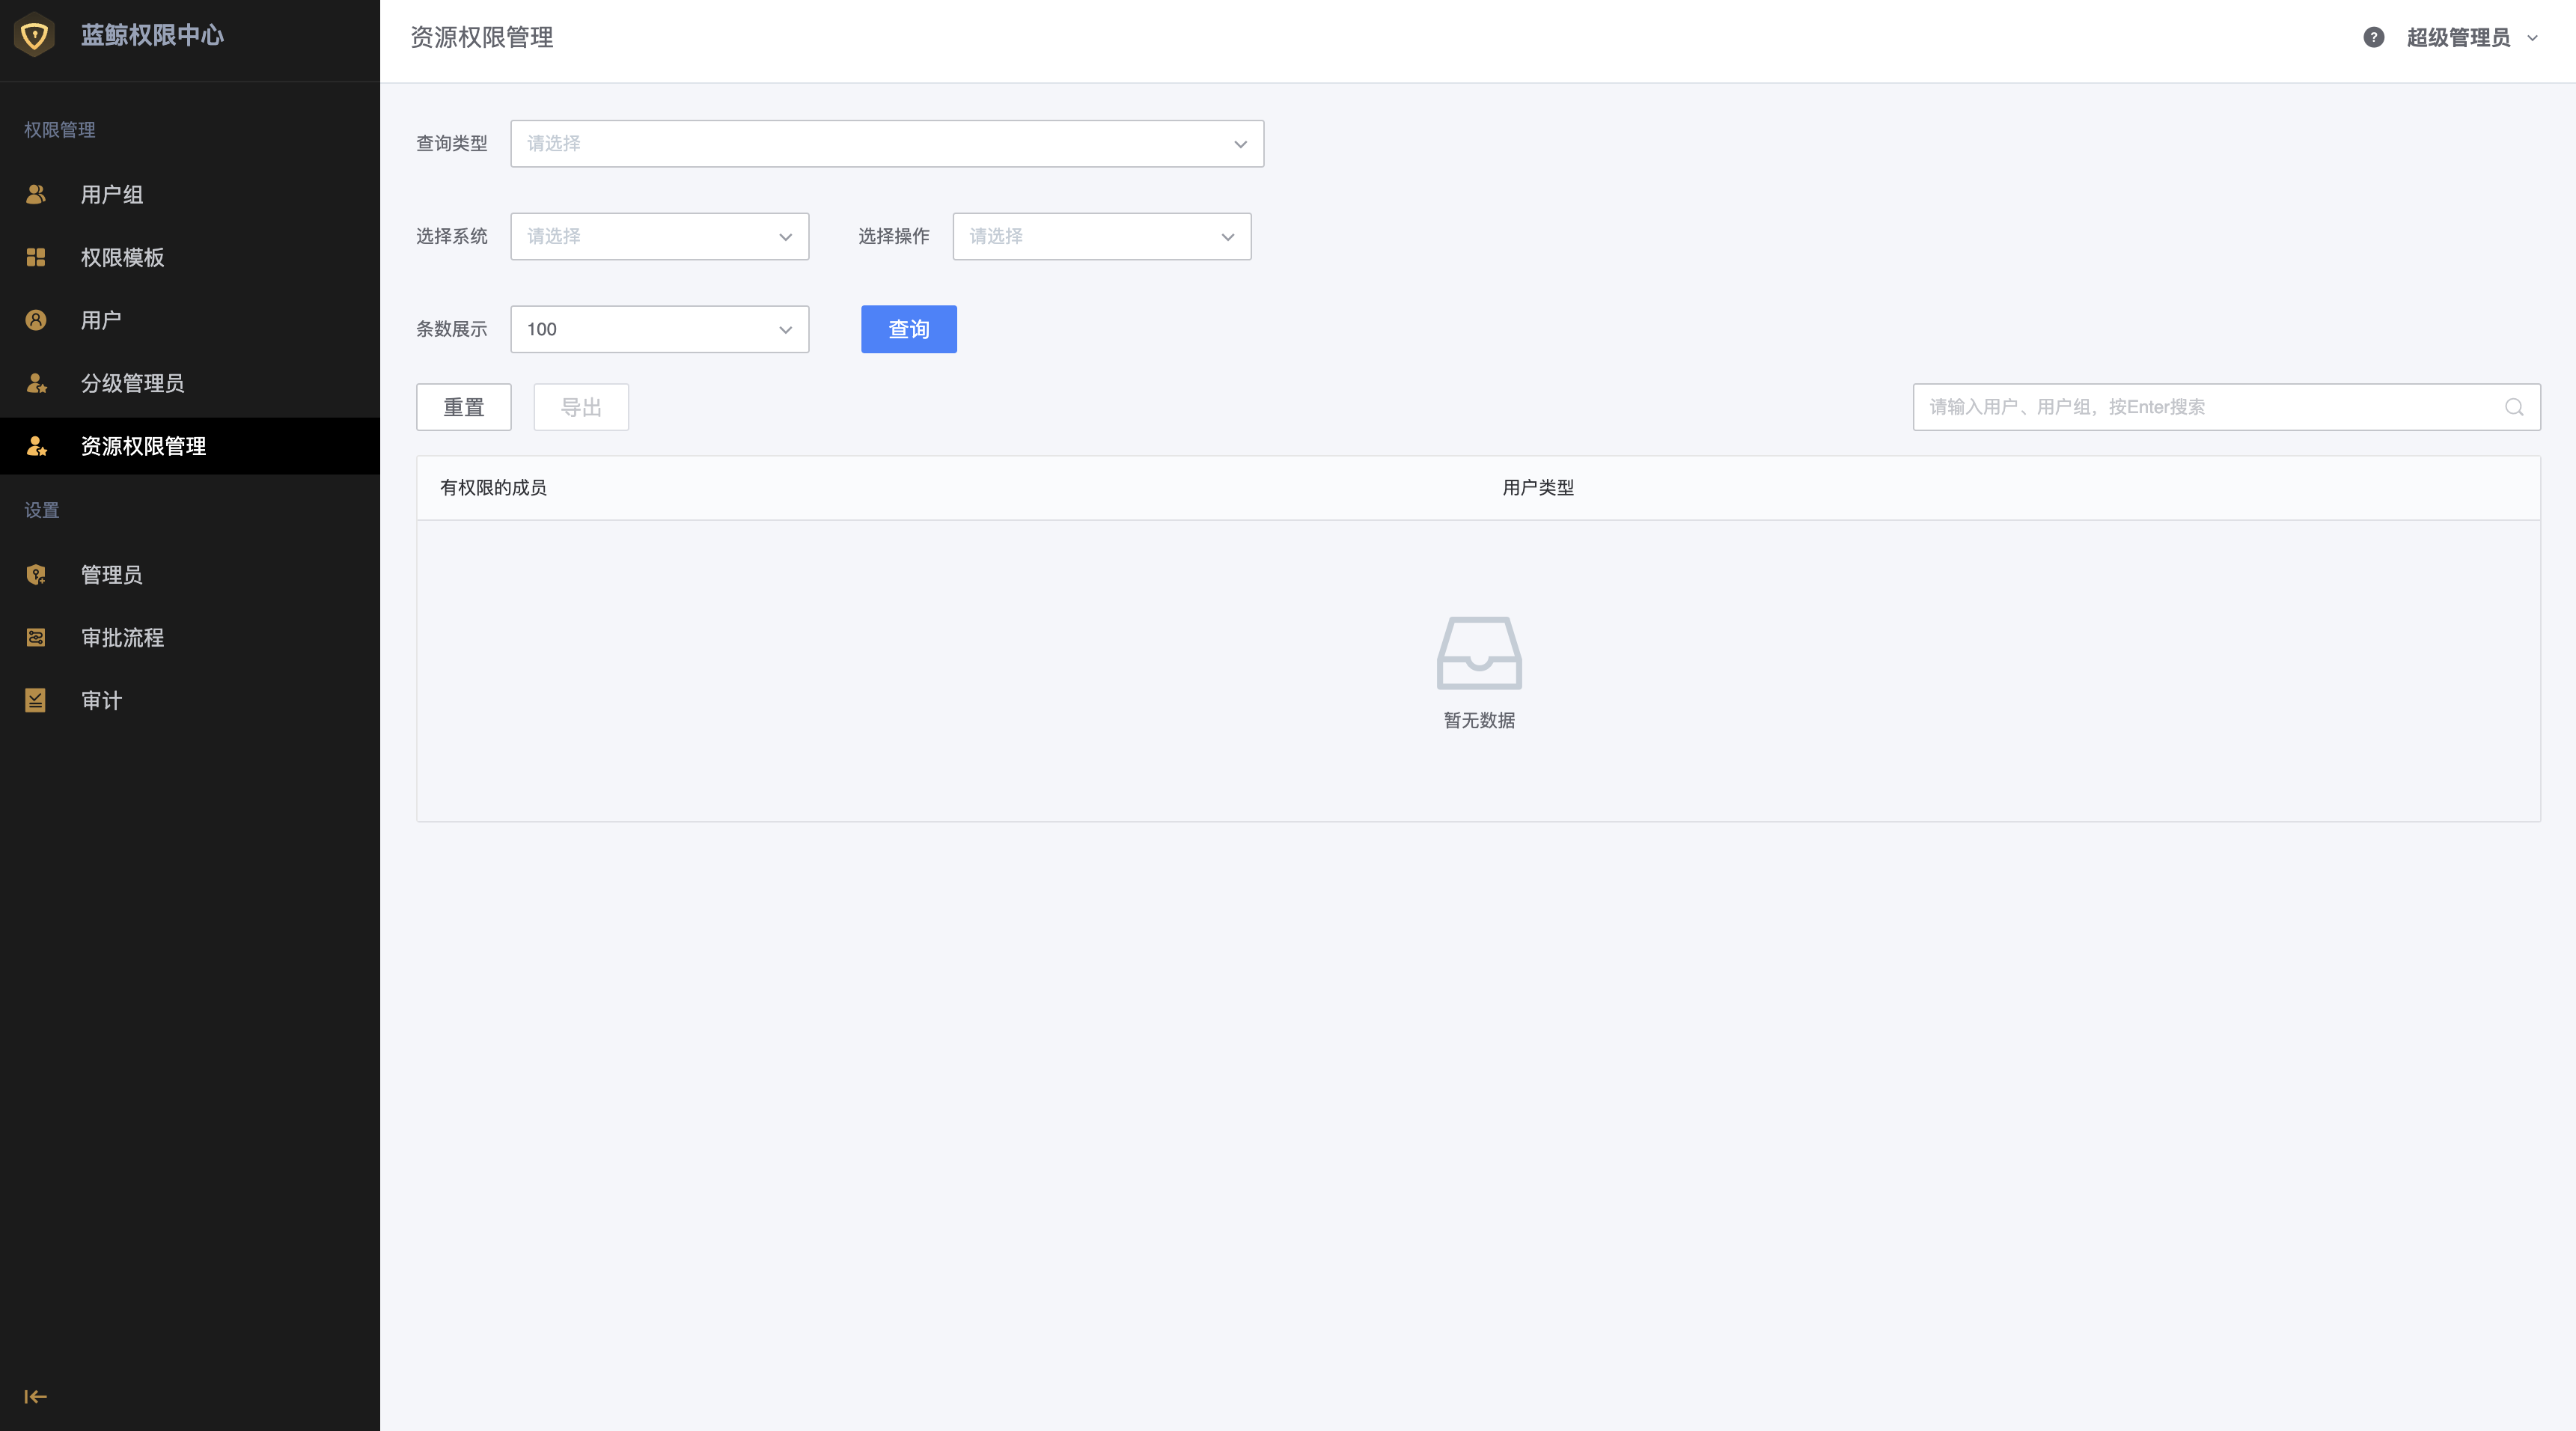 蓝鲸权限中心
资源权限管理
超级管理员
权限管理
用户组
权限模板
用户
分级管理员
资源权限管理
设置
管理员
审批流程
审计
查询类型 请选择
选择系统 请选择 选择操作 请选择
条数展示 100 查询
重置 导出 请输入用户、用户组，按Enter搜索
有权限的成员 用户类型
暂无数据